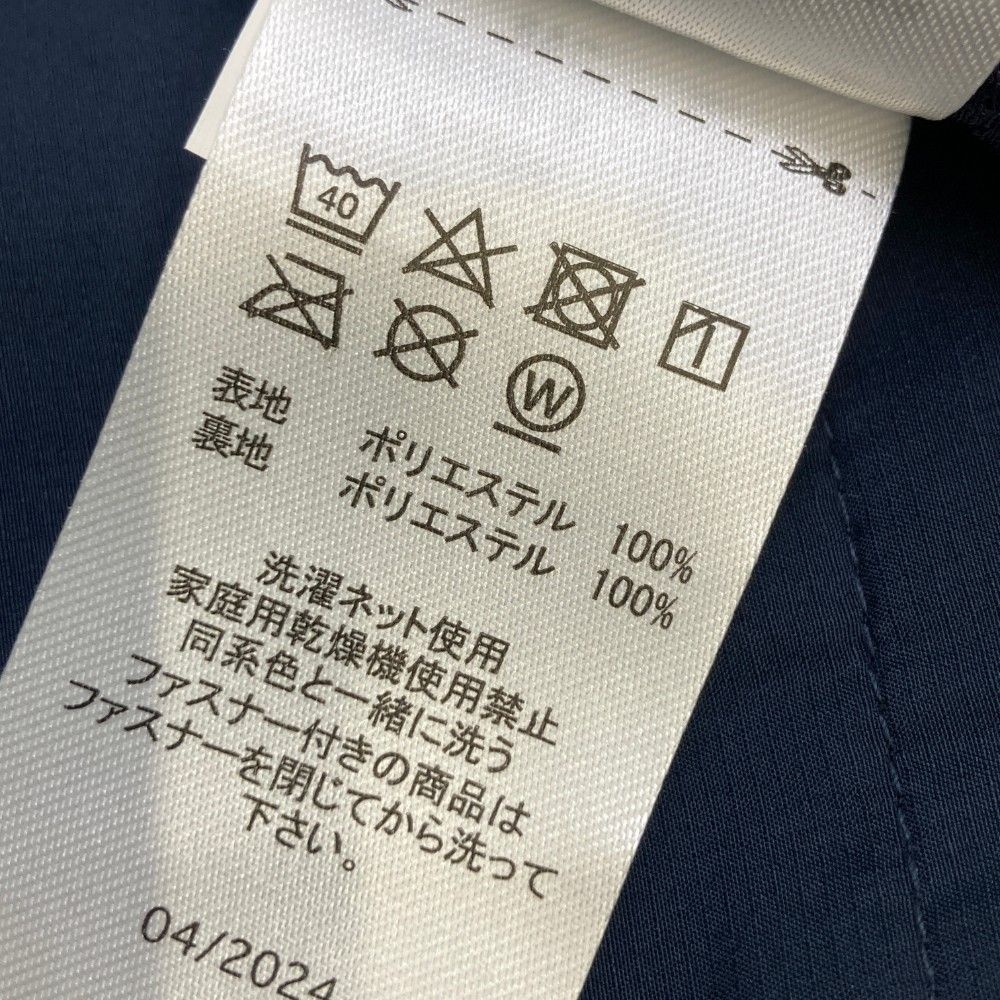 40
W
表地 ポリエステル 100%
裏地 ポリエステル 100%
洗濯ネット使用
家庭用乾燥機使用禁止
同系色と一緒に洗う
ファスナー付きの商品は
ファスナーを閉じてから洗って
下さい。
04/2024